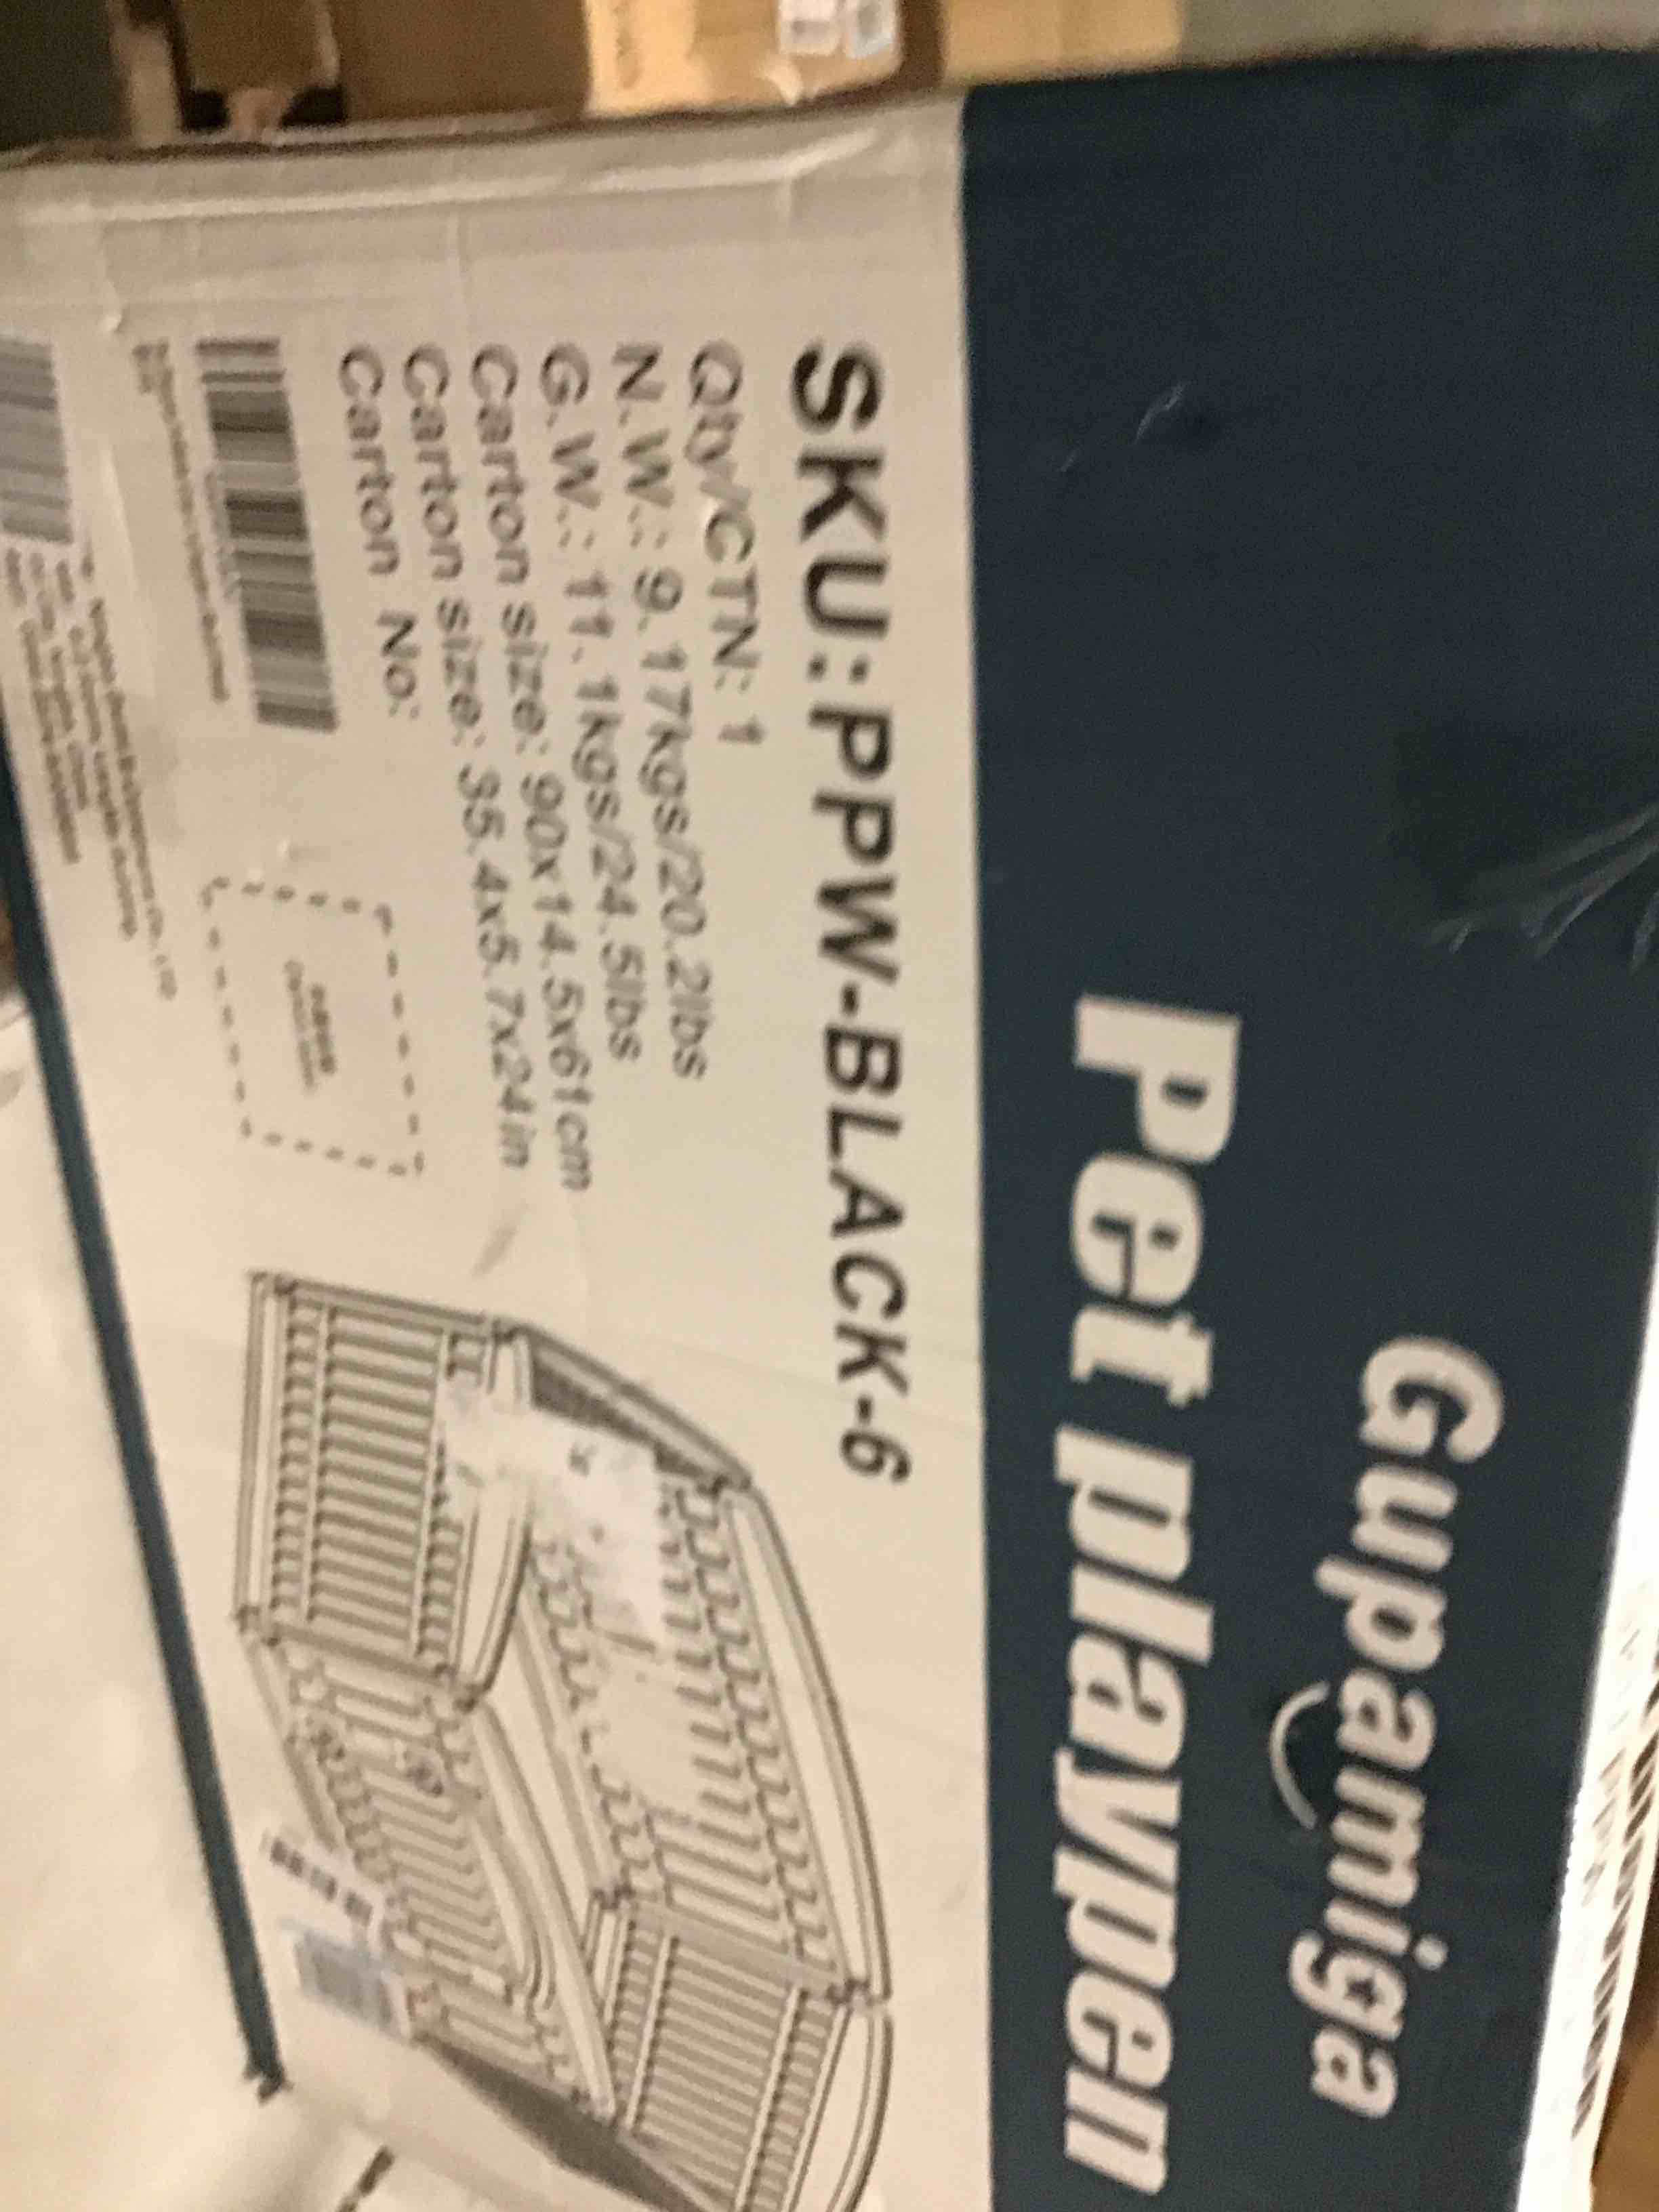 Gupamiga
Pet playpen
SKU:PPW-BLACK-6
Qty/CTN: 1
N.W.: 9.17kgs/20.2lbs
G.W.: 11.1kgs/24.5lbs
Carton size: 90x14.5x61cm
Carton size: 35.4x5.7x24in
Carton No: